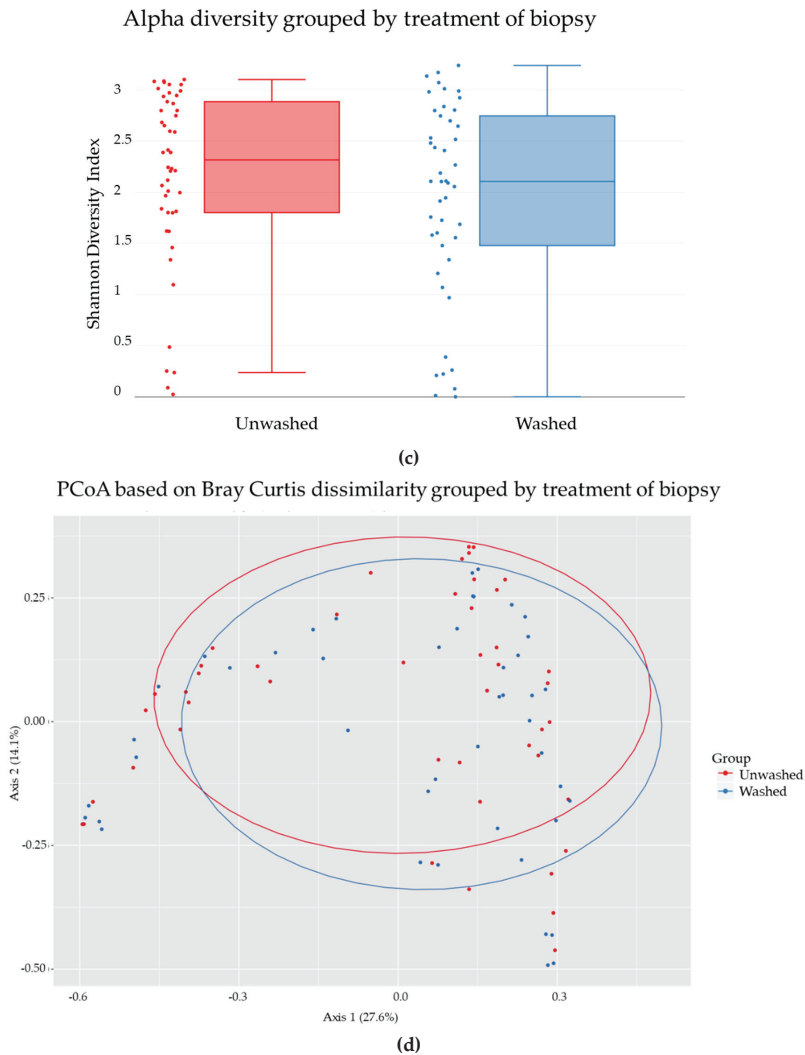 Alpha diversity grouped by treatment of biopsy
Shannon Diversity Index
3
2.5
2
1.5
1
0.5
0
Unwashed
Washed
(c)
PCoA based on Bray Curtis dissimilarity grouped by treatment of biopsy
Axis 2 (14.1%)
0.25
0.00
-0.25
-0.50
Group
Unwashed
Washed
-0.6
-0.3
0.0
0.3
Axis 1 (27.6%)
(d)